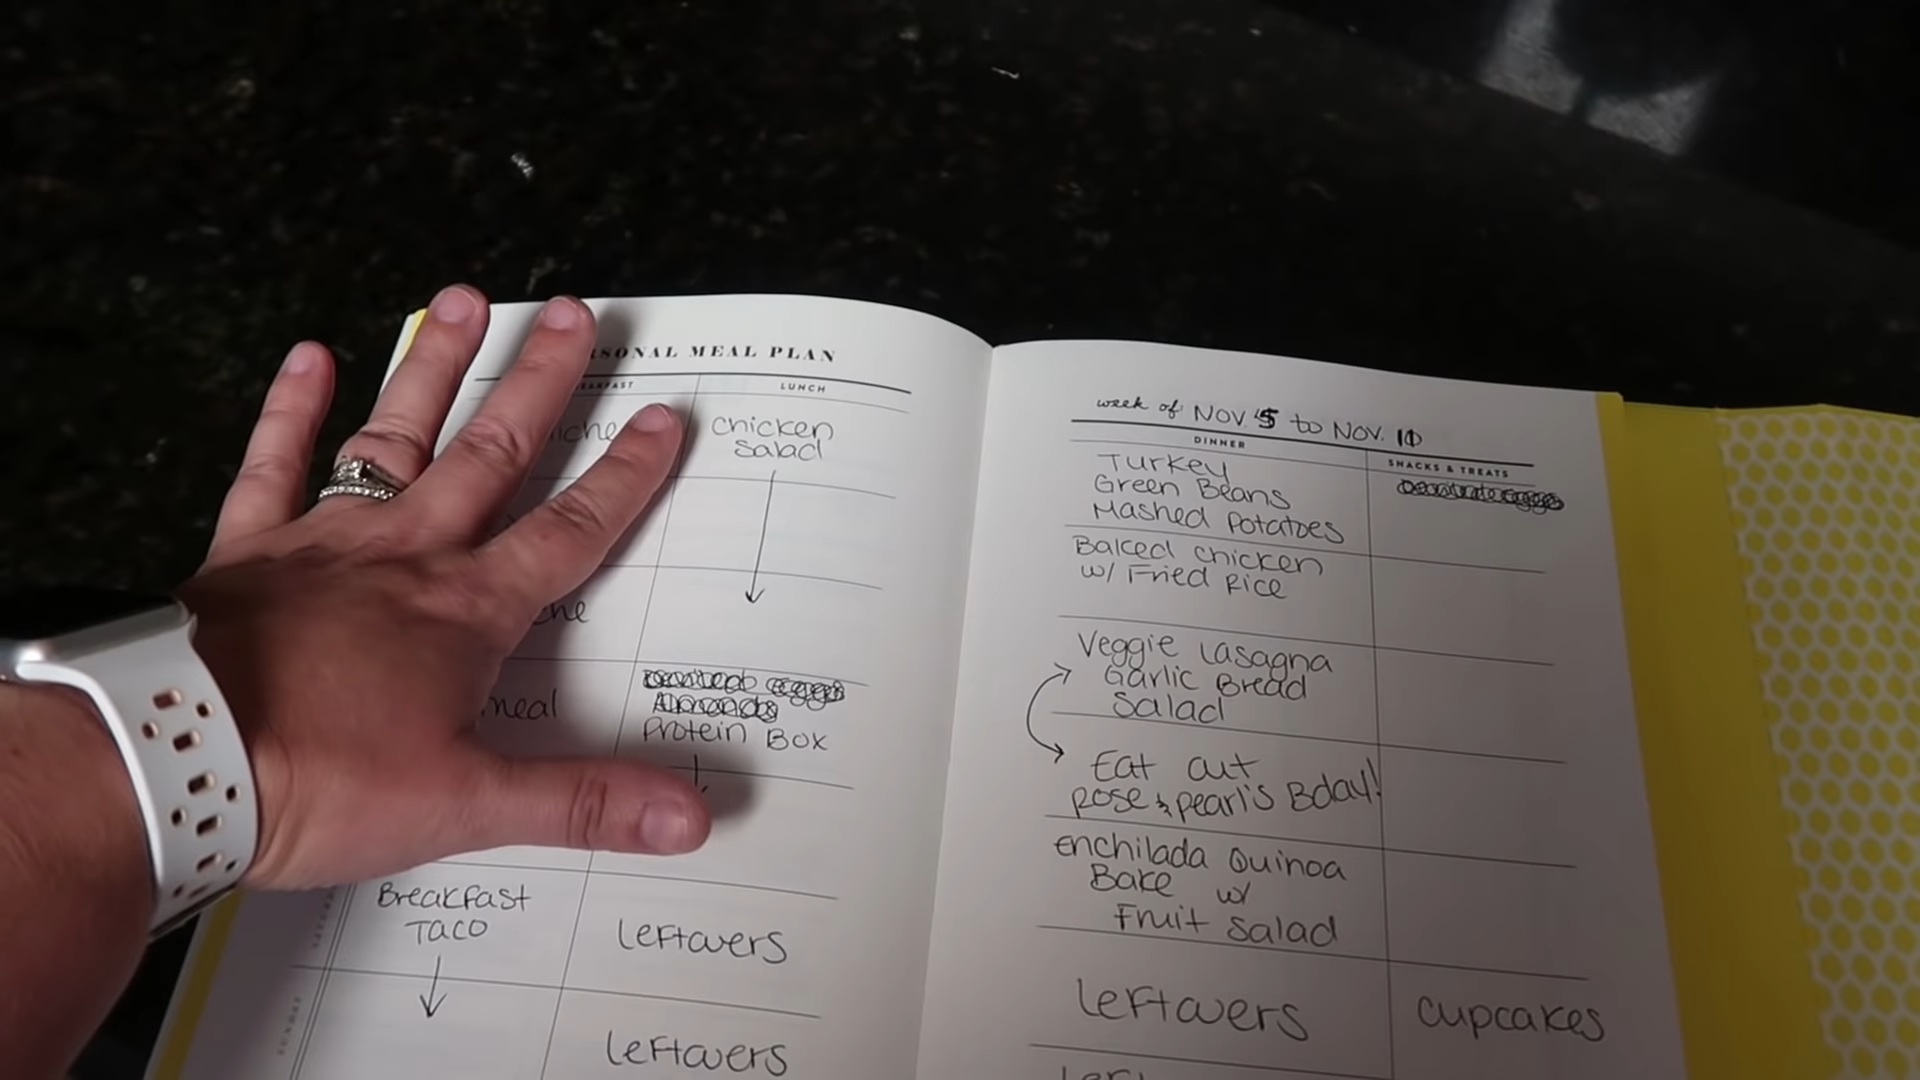 RSONAL MEAL PLAN
LUNCH
chicken
salad
Protein Box
Breakfast
Taco
Leftovers
Leftovers
week of: Nov. 5 to Nov. 10
DINNER
SNACKS & TREATS
Turkey
Green Beans
Mashed Potatoes
Baked Chicken
w/ Fried Rice
Veggie Lasagna
Garlic Bread
Salad
Eat out
Rose & Pearl's Bday!
Enchilada Quinoa
Bake w/
Fruit Salad
Leftovers
Cupcakes